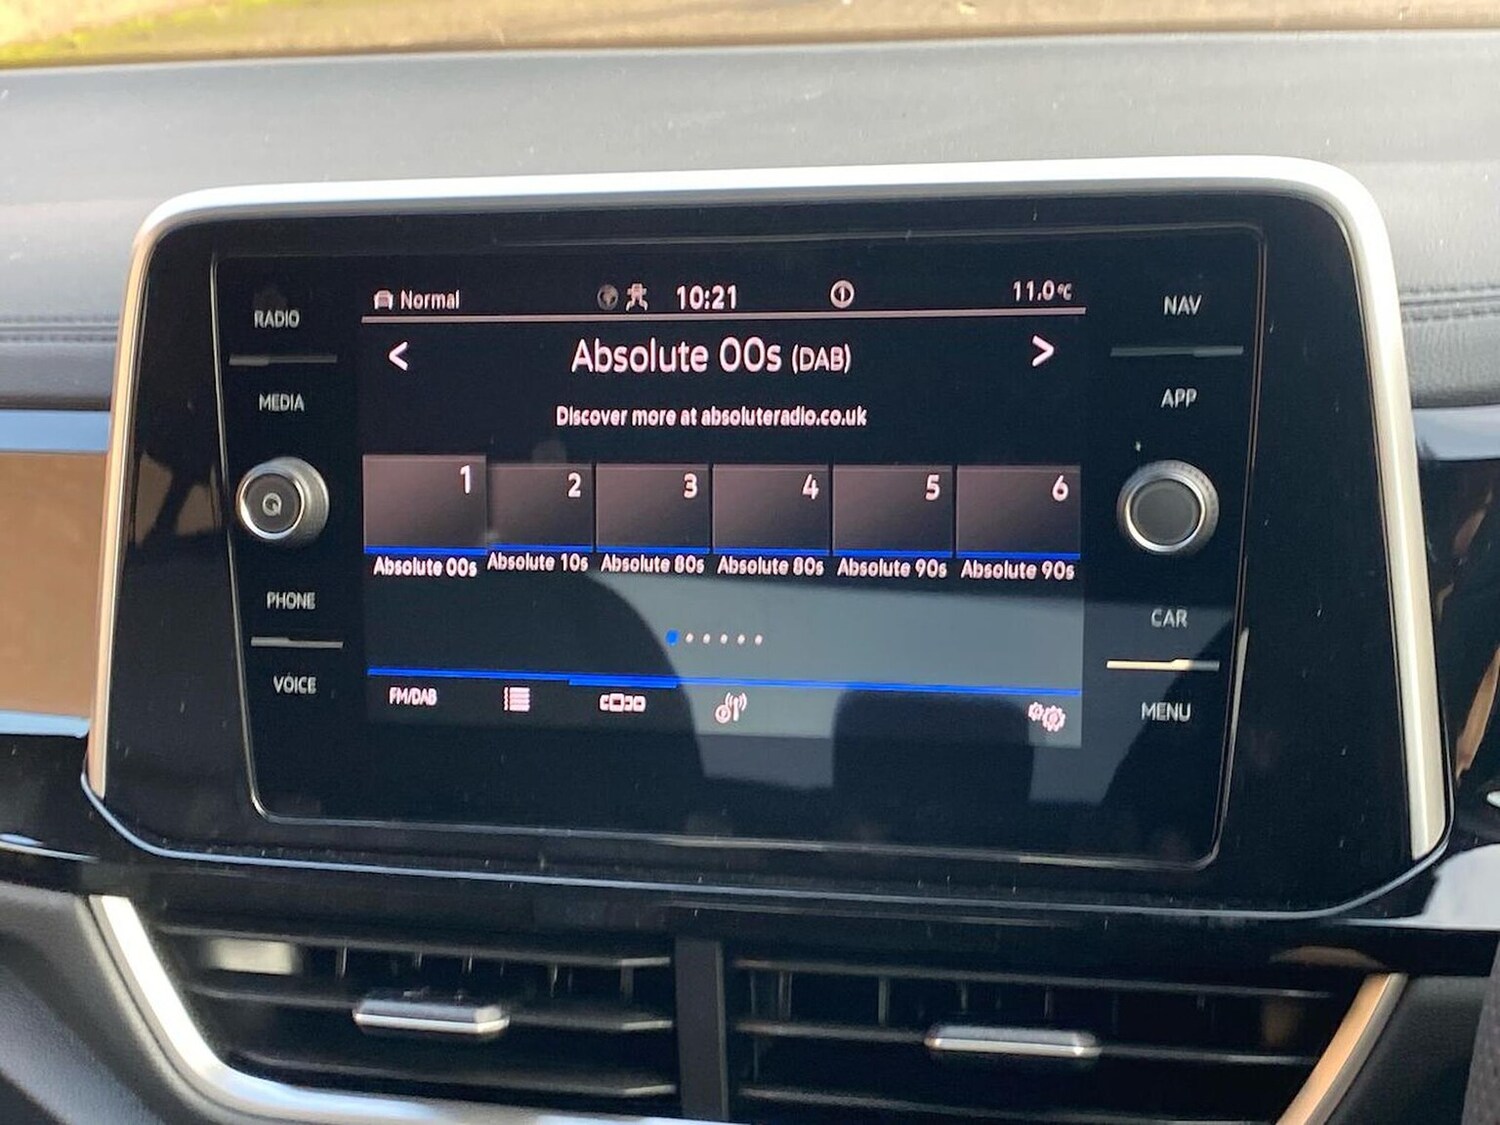 RADIO
MEDIA
PHONE
VOICE
Normal
10:21
11.0°C
< Absolute 00s (DAB) >
Discover more at absoluteradio.co.uk
1 2 3 4 5 6
Absolute 00s Absolute 10s Absolute 80s Absolute 80s Absolute 90s Absolute 90s
FM/DAB
NAV
APP
CAR
MENU